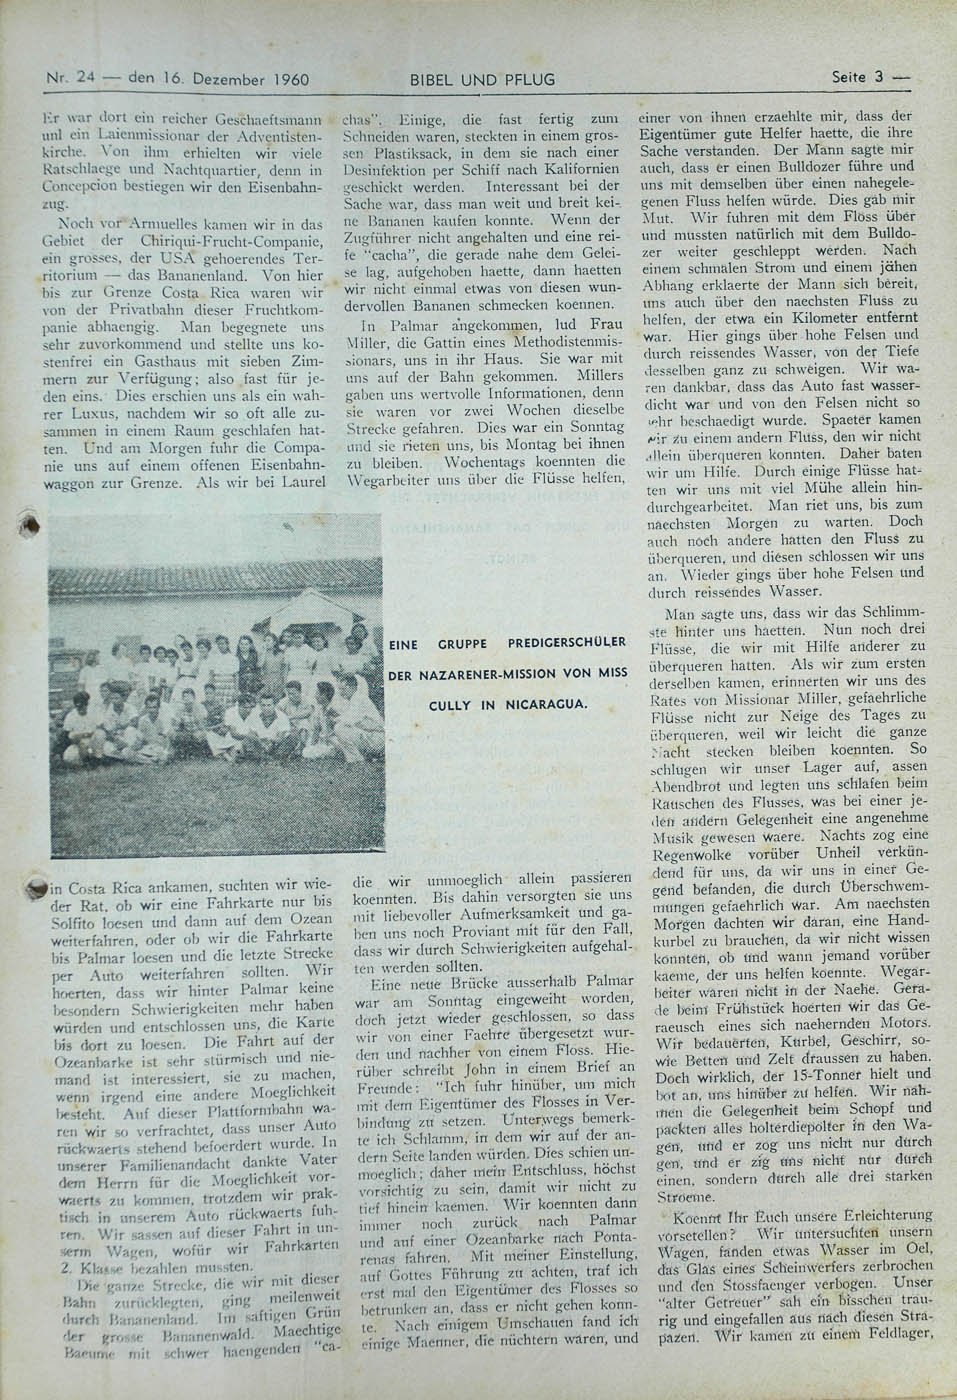 Nr. 24 — den 16. Dezember 1960
BIBEL UND PFLUG
Seite 3 —
Er war dort ein reicher Geschaeftsmann
unl ein Laienmissionar der Adventisten-
kirche. Von ihm erhielten wir viele
Ratschlaege und Nachtquartier, denn in
Concepcion bestiegen wir den Eisenbahn-
zug.
Noch vor Armuelles kamen wir in das
Gebiet der Chiriqui-Frucht-Companie,
ein grosses, der USA gehoerendes Ter-
ritorium — das Bananenland. Von hier
bis zur Grenze Costa Rica waren wir
von der Privatbahn dieser Fruchtkom-
panie abhaengig. Man begegnete uns
sehr zuvorkommend und stellte uns ko-
stenfrei ein Gasthaus mit sieben Zim-
mern zur Verfügung; also fast für je-
den eins. Dies erschien uns als ein wah-
rer Luxus, nachdem wir so oft alle zu-
sammen in einem Raum geschlafen hat-
ten. Und am Morgen fuhr die Compa-
nie uns auf einem offenen Eisenbahn-
waggon zur Grenze. Als wir bei Laurel
in Costa Rica ankamen, suchten wir wie-
der Rat, ob wir eine Fahrkarte nur bis
Solfito loesen und dann auf dem Ozean
weiterfahren, oder ob wir die Fahrkarte
bis Palmar loesen und die letzte Strecke
per Auto weiterfahren sollten. Wir
hoerten, dass wir hinter Palmar keine
besondern Schwierigkeiten mehr haben
würden und entschlossen uns, die Karte
bis dort zu loesen. Die Fahrt auf der
Ozeanbarke ist sehr stürmisch und nie-
mand ist interessiert, sie zu machen,
wenn irgend eine andere Moeglichkeit
besteht. Auf dieser Plattformbahn wa-
ren wir so verfrachtet, dass unser Auto
rückwaerts stehend befoerdert wurde. In
unserer Familienandacht dankte Vater
dem Herrn für die Moeglichkeit vor-
waerts zu kommen, trotzdem wir prak-
tisch in unserem Auto rückwaerts fuh-
ren. Wir sassen auf dieser Fahrt in un-
serm Wagen, wofür wir Fahrkarten
2. Klasse bezahlen mussten.
Die ganze Strecke, die wir mit dieser
Bahn zurücklegten, ging meilenweit
durch Bananenland. Im saftigen Grün
der grosse Bananenwald. Maechtige
Baeume mit schwer haengenden "ca-
chas". Einige, die fast fertig zum
Schneiden waren, steckten in einem gros-
sen Plastiksack, in dem sie nach einer
Desinfektion per Schiff nach Kalifornien
geschickt werden. Interessant bei der
Sache war, dass man weit und breit kei-
ne Bananen kaufen konnte. Wenn der
Zugführer nicht angehalten und eine rei-
fe "cacha", die gerade nahe dem Gelei-
se lag, aufgehoben haette, dann haetten
wir nicht einmal etwas von diesen wun-
dervollen Bananen schmecken koennen.
In Palmar angekommen, lud Frau
Miller, die Gattin eines Methodistenmis-
sionars, uns in ihr Haus. Sie war mit
uns auf der Bahn gekommen. Millers
gaben uns wertvolle Informationen, denn
sie waren vor zwei Wochen dieselbe
Strecke gefahren. Dies war ein Sonntag
und sie rieten uns, bis Montag bei ihnen
zu bleiben. Wochentags koennten die
Wegarbeiter uns über die Flüsse helfen,
EINE GRUPPE PREDIGERSCHÜLER
DER NAZARENER-MISSION VON MISS
CULLY IN NICARAGUA.
die wir unmoeglich allein passieren
koennten. Bis dahin versorgten sie uns
mit liebevoller Aufmerksamkeit und ga-
ben uns noch Proviant mit für den Fall,
dass wir durch Schwierigkeiten aufgehal-
ten werden sollten.
Eine neue Brücke ausserhalb Palmar
war am Sonntag eingeweiht worden,
doch jetzt wieder geschlossen, so dass
wir von einer Faehre übergesetzt wur-
den und nachher von einem Floss. Hie-
rüber schreibt John in einem Brief an
Freunde: "Ich fuhr hinüber, um mich
mit dem Eigentümer des Flosses in Ver-
bindung zu setzen. Unterwegs bemerk-
te ich Schlamm, in dem wir auf der an-
dern Seite landen würden. Dies schien un-
moeglich; daher mein Entschluss, höchst
vorsichtig zu sein, damit wir nicht zu
tief hinein kaemen. Wir koennten dann
immer noch zurück nach Palmar
und auf einer Ozeanbarke nach Ponta-
renas fahren. Mit meiner Einstellung,
auf Gottes Führung zu achten, traf ich
erst mal den Eigentümer des Flosses so
betrunken an, dass er nicht gehen konn-
te. Nach einigem Umschauen fand ich
einige Maenner, die nüchtern waren, und
einer von ihnen erzaehlte mir, dass der
Eigentümer gute Helfer haette, die ihre
Sache verstanden. Der Mann sagte mir
auch, dass er einen Bulldozer führe und
uns mit demselben über einen nahegele-
genen Fluss helfen würde. Dies gab mir
Mut. Wir fuhren mit dem Floss über
und mussten natürlich mit dem Bulldo-
zer weiter geschleppt werden. Nach
einem schmalen Strom und einem jähen
Abhang erklaerte der Mann sich bereit,
uns auch über den naechsten Fluss zu
helfen, der etwa ein Kilometer entfernt
war. Hier gings über hohe Felsen und
durch reissendes Wasser, von der Tiefe
desselben ganz zu schweigen. Wir wa-
ren dankbar, dass das Auto fast wasser-
dicht war und von den Felsen nicht so
sehr beschaedigt wurde. Spaeter kamen
wir zu einem andern Fluss, den wir nicht
allein überqueren konnten. Daher baten
wir um Hilfe. Durch einige Flüsse hat-
ten wir uns mit viel Mühe allein hin-
durchgearbeitet. Man riet uns, bis zum
naechsten Morgen zu warten. Doch
auch noch andere hatten den Fluss zu
überqueren, und diesen schlossen wir uns
an. Wieder gings über hohe Felsen und
durch reissendes Wasser.
Man sagte uns, dass wir das Schlimm-
ste hinter uns haetten. Nun noch drei
Flüsse, die wir mit Hilfe anderer zu
überqueren hatten. Als wir zum ersten
derselben kamen, erinnerten wir uns des
Rates von Missionar Miller, gefaehrliche
Flüsse nicht zur Neige des Tages zu
überqueren, weil wir leicht die ganze
Nacht stecken bleiben koennten. So
schlugen wir unser Lager auf, assen
Abendbrot und legten uns schlafen beim
Rauschen des Flusses, was bei einer je-
den andern Gelegenheit eine angenehme
Musik gewesen waere. Nachts zog eine
Regenwolke vorüber Unheil verkün-
dend für uns, da wir uns in einer Ge-
gend befanden, die durch Überschwem-
mungen gefaehrlich war. Am naechsten
Morgen dachten wir daran, eine Hand-
kurbel zu brauchen, da wir nicht wissen
konnten, ob und wann jemand vorüber
kaeme, der uns helfen koennte. Wegar-
beiter waren nicht in der Naehe. Gera-
de beim Frühstück hoerten wir das Ge-
raeusch eines sich naehernden Motors.
Wir bedauerten, Kurbel, Geschirr, so-
wie Betten und Zelt draussen zu haben.
Doch wirklich, der 15-Tonner hielt und
bot an, uns hinüber zu helfen. Wir nah-
men die Gelegenheit beim Schopf und
packten alles holterdiepolter in den Wa-
gen, und er zog uns nicht nur durch
gen, und er zig uns nicht nur durch
einen, sondern durch alle drei starken
Stroeme.
Koennt Ihr Euch unsere Erleichterung
vorsetellen? Wir untersuchten unsern
Wagen, fanden etwas Wasser im Oel,
das Glas eines Scheinwerfers zerbrochen
und den Stossfaenger verbogen. Unser
"alter Getreuer" sah ein bisschen trau-
rig und eingefallen aus nach diesen Stra-
pazen. Wir kamen zu einem Feldlager,